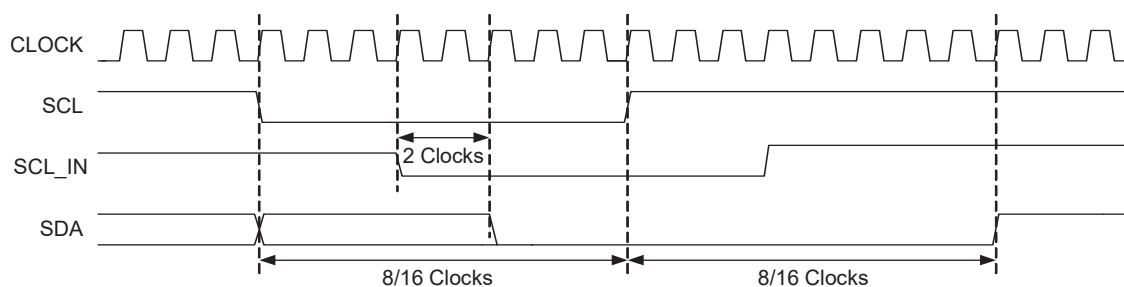 CLOCK
SCL
2 Clocks
SCL_IN
SDA
8/16 Clocks
8/16 Clocks